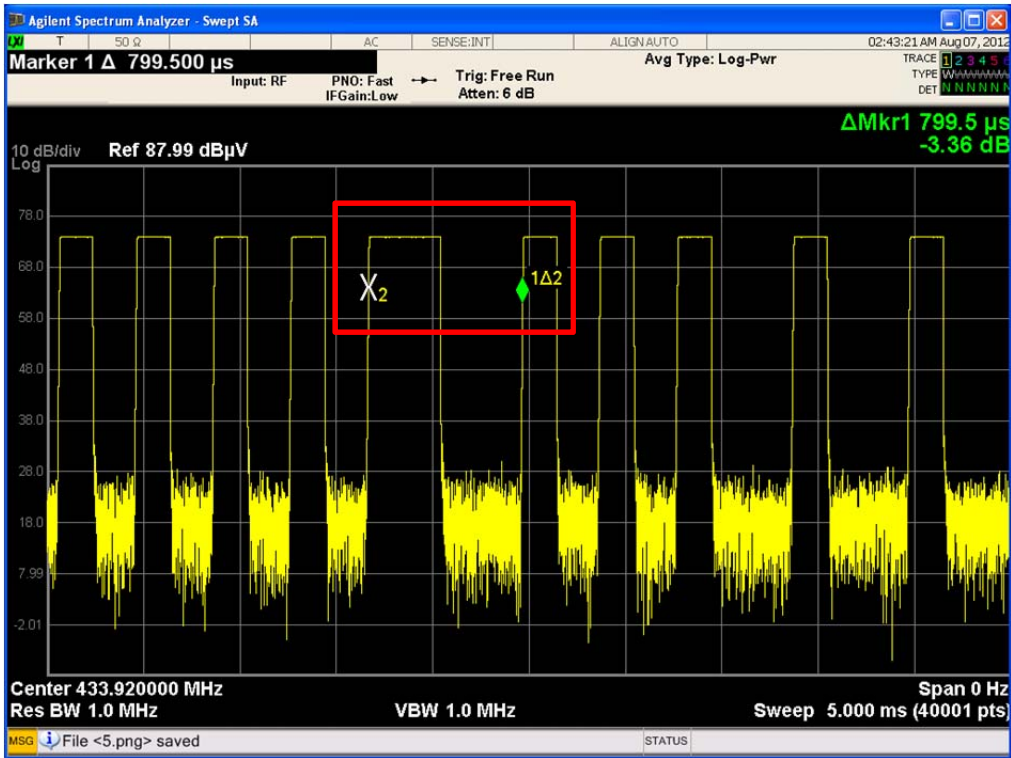 Agilent Spectrum Analyzer - Swept SA
LXI T 50 Ω AC SENSE:INT ALIGN AUTO 02:43:21 AM Aug 07, 2012
Marker 1 Δ 799.500 µs
Input: RF
PNO: Fast
IFGain:Low
Trig: Free Run
Atten: 6 dB
Avg Type: Log-Pwr
TRACE 1 2 3 4 5 6
TYPE
DET N N N N N N
ΔMkr1 799.5 µs
-3.36 dB
10 dB/div Ref 87.99 dBµV
Log
78.0
68.0
58.0
48.0
38.0
28.0
18.0
7.99
-2.01
X2
1Δ2
Center 433.920000 MHz Span 0 Hz
Res BW 1.0 MHz VBW 1.0 MHz Sweep 5.000 ms (40001 pts)
MSG File <5.png> saved STATUS